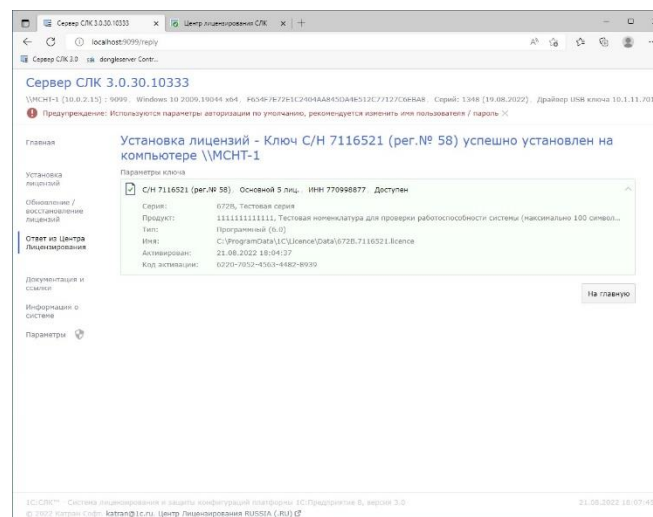 Сервер СЛК 3.0.30.10333
Центр лицензирования СЛК
localhost:9099/reply
Сервер СЛК 3.0
dongleserver Contr...
Сервер СЛК 3.0.30.10333
\\MCHT-1 (10.0.2.15) : 9099. Windows 10 2009.19044 x64.
Серий: 1348 (19.08.2022). Драйвер USB ключа 10.1.11.701
Предупреждение: Используются параметры авторизации по умолчанию, рекомендуется изменить имя пользователя / пароль
Главная
Установка лицензий
Обновление / восстановление лицензий
Ответ из Центра Лицензирования
Документация и ссылки
Информация о системе
Параметры
Установка лицензий - Ключ С/Н 7116521 (рег.№ 58) успешно установлен на
компьютере \\MCHT-1
Параметры ключа
С/Н 7116521 (рег.№ 58). Основной 5 лиц. ИНН 770998877. Доступен
Серия: 672B, Тестовая серия
Продукт: 1111111111111, Тестовая номенклатура для проверки работоспособности системы (максимально 100 символ...
Тип: Программный (6.0)
Имя: C:\ProgramData\1C\Licence\Data\672B.7116521.licence
Активирован: 21.08.2022 18:04:37
Код активации: 6220-7052-4563-4482-8939
На главную
1С:СЛК™. Система лицензирования и защиты конфигураций платформы 1С:Предприятие 8, версия 3.0
21.08.2022 18:07:45
© 2022 Катран Софт. katran@1c.ru. Центр Лицензирования RUSSIA (.RU)